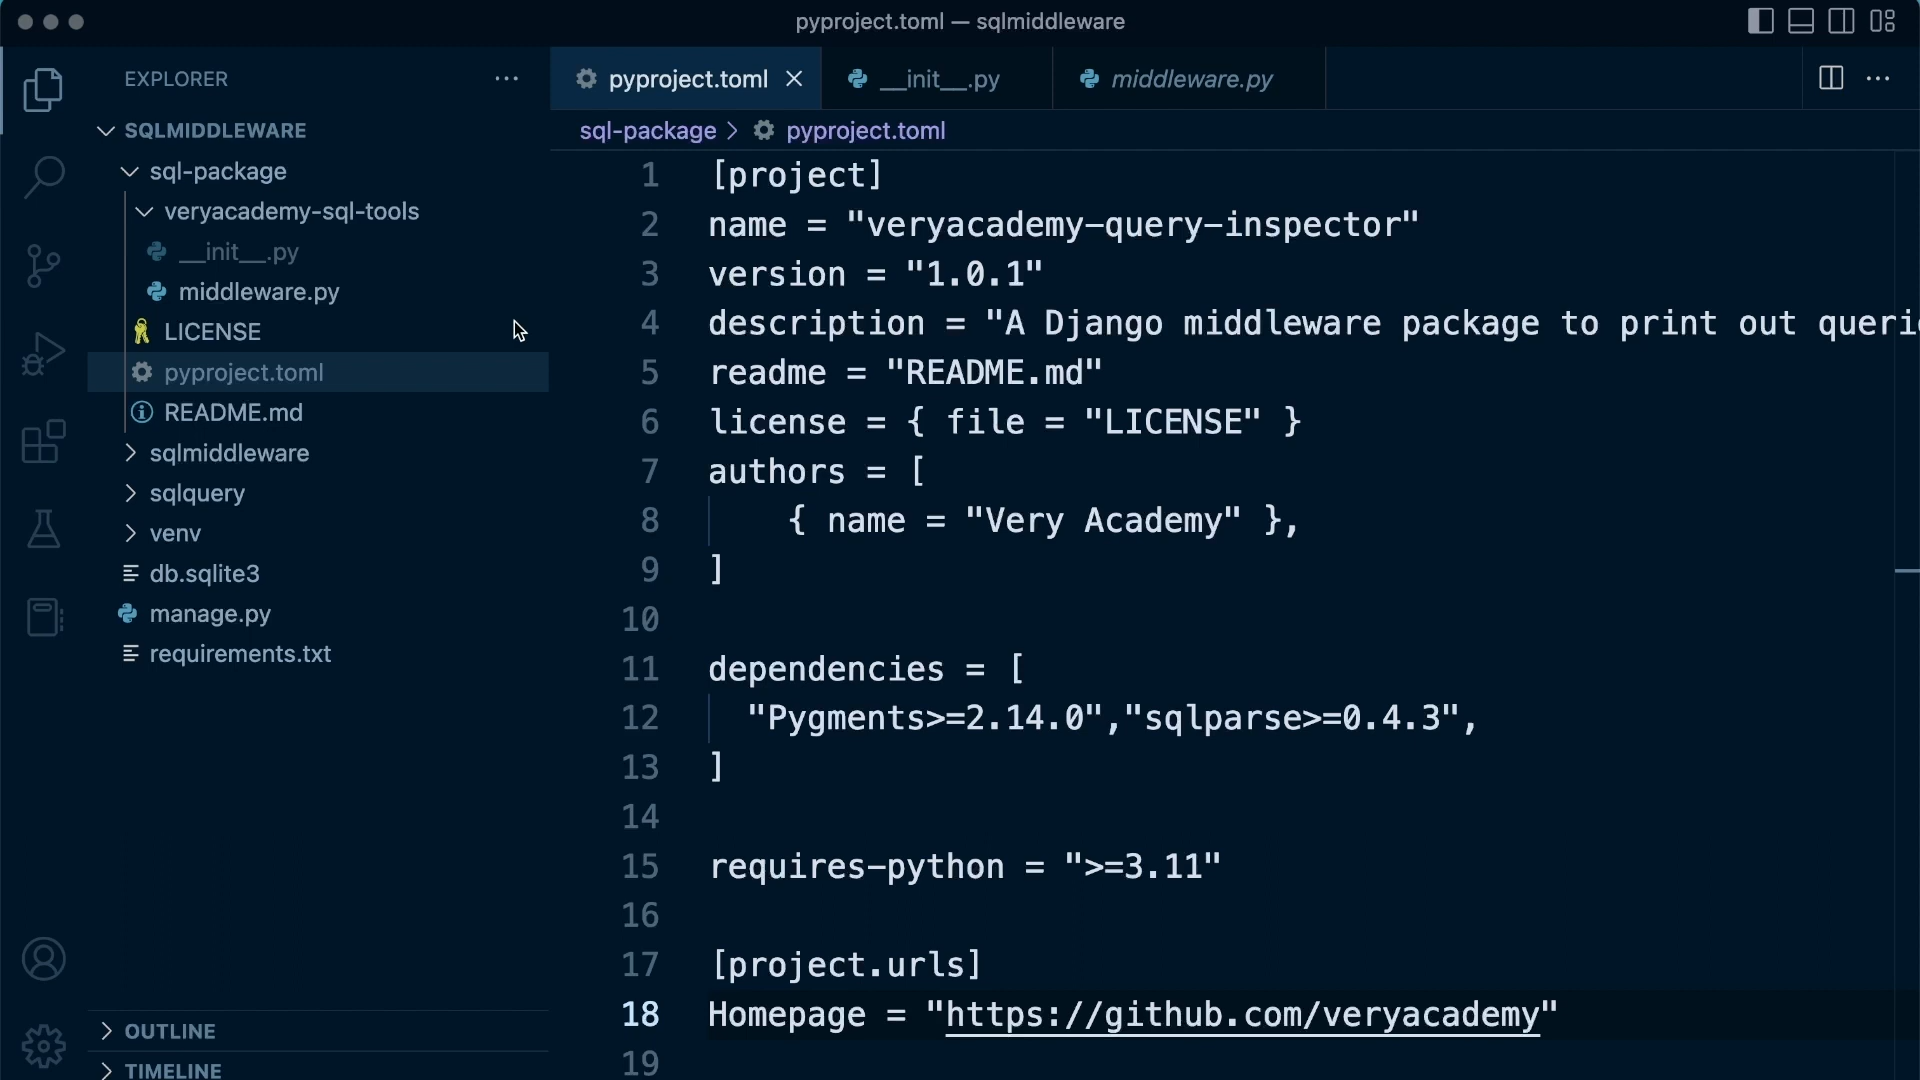 pyproject.toml — sqlmiddleware
EXPLORER
SQLMIDDLEWARE
sql-package
veryacademy-sql-tools
__init__.py
middleware.py
LICENSE
pyproject.toml
README.md
sqlmiddleware
sqlquery
venv
db.sqlite3
manage.py
requirements.txt
OUTLINE
TIMELINE
pyproject.toml
__init__.py
middleware.py
sql-package > pyproject.toml
1 [project]
2 name = "veryacademy-query-inspector"
3 version = "1.0.1"
4 description = "A Django middleware package to print out queri
5 readme = "README.md"
6 license = { file = "LICENSE" }
7 authors = [
8 { name = "Very Academy" },
9 ]
10
11 dependencies = [
12 "Pygments>=2.14.0","sqlparse>=0.4.3",
13 ]
14
15 requires-python = ">=3.11"
16
17 [project.urls]
18 Homepage = "https://github.com/veryacademy"
19